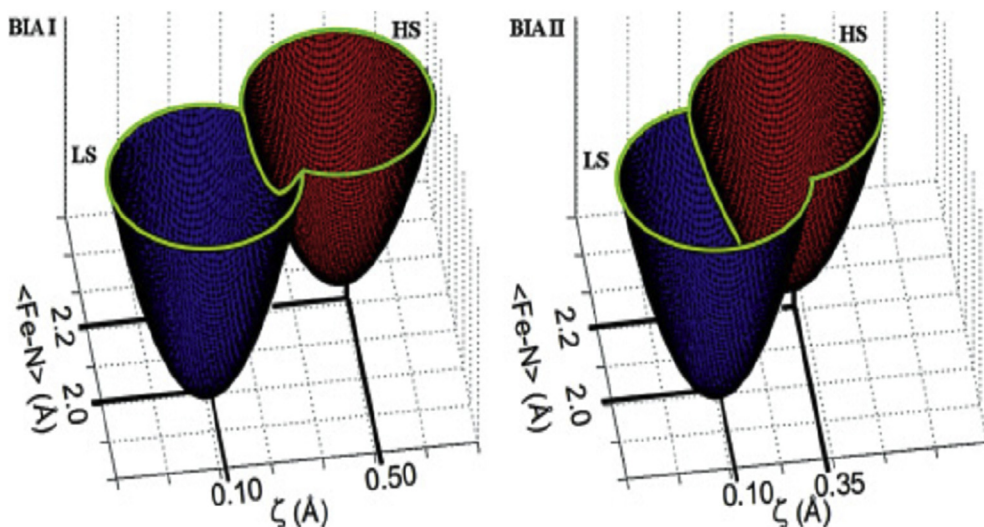 BIA I
HS
LS
<Fe-N> (Å)
2.2
2.0
0.10
0.50
ζ (Å)
BIA II
HS
LS
<Fe-N> (Å)
2.2
2.0
0.10
0.35
ζ (Å)